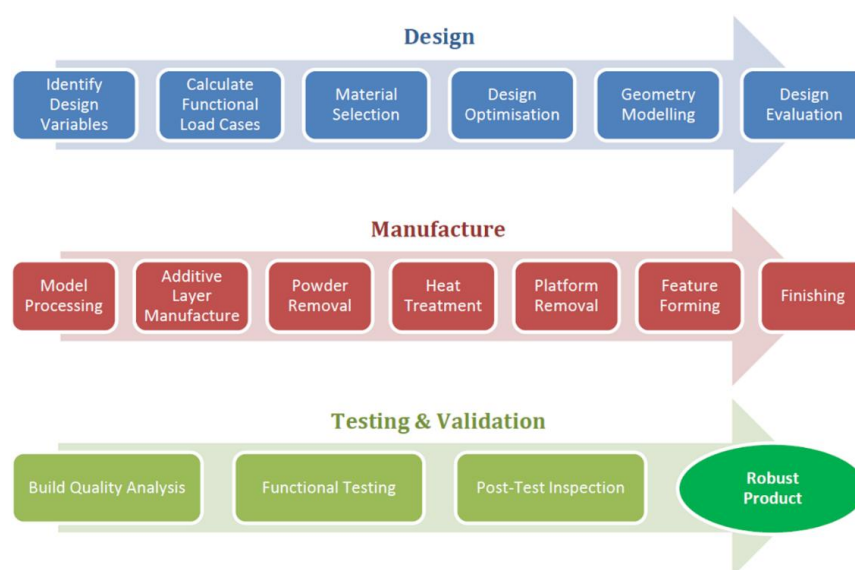 Design
Identify
Design
Variables
Calculate
Functional
Load Cases
Material
Selection
Design
Optimisation
Geometry
Modelling
Design
Evaluation
Manufacture
Model
Processing
Additive
Layer
Manufacture
Powder
Removal
Heat
Treatment
Platform
Removal
Feature
Forming
Finishing
Testing & Validation
Build Quality Analysis
Functional Testing
Post-Test Inspection
Robust
Product